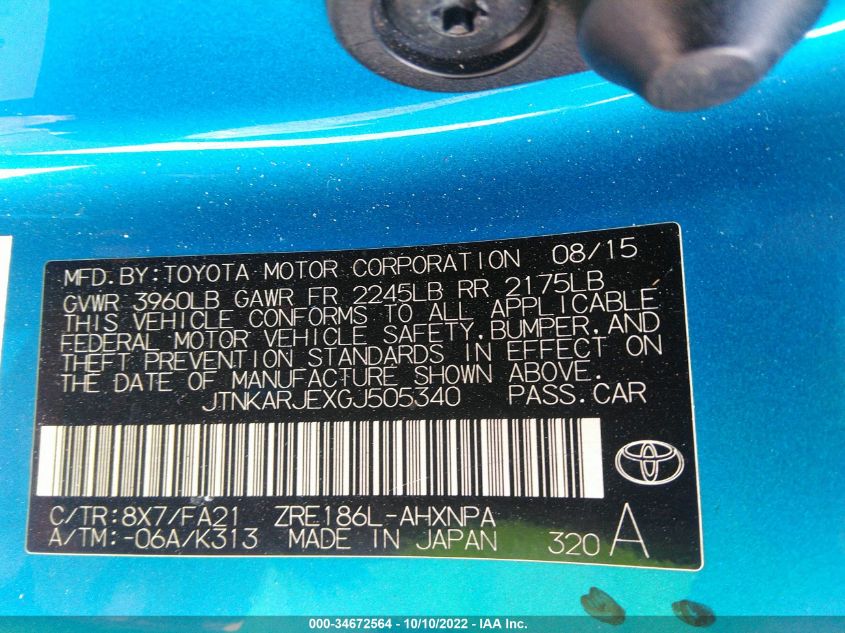 MFD.BY:TOYOTA MOTOR CORPORATION 08/15
GVWR 3960LB GAWR FR 2245LB RR 2175LB
THIS VEHICLE CONFORMS TO ALL APPLICABLE
FEDERAL MOTOR VEHICLE SAFETY,BUMPER,AND
THEFT PREVENTION STANDARDS IN EFFECT ON
THE DATE OF MANUFACTURE SHOWN ABOVE.
JTNKARJEXGJ505340 PASS.CAR
C/TR:8X7/FA21 ZRE186L-AHXNPA
A/TM:-06A/K313 MADE IN JAPAN 320 A
000-34672564 - 10/10/2022 - IAA Inc.